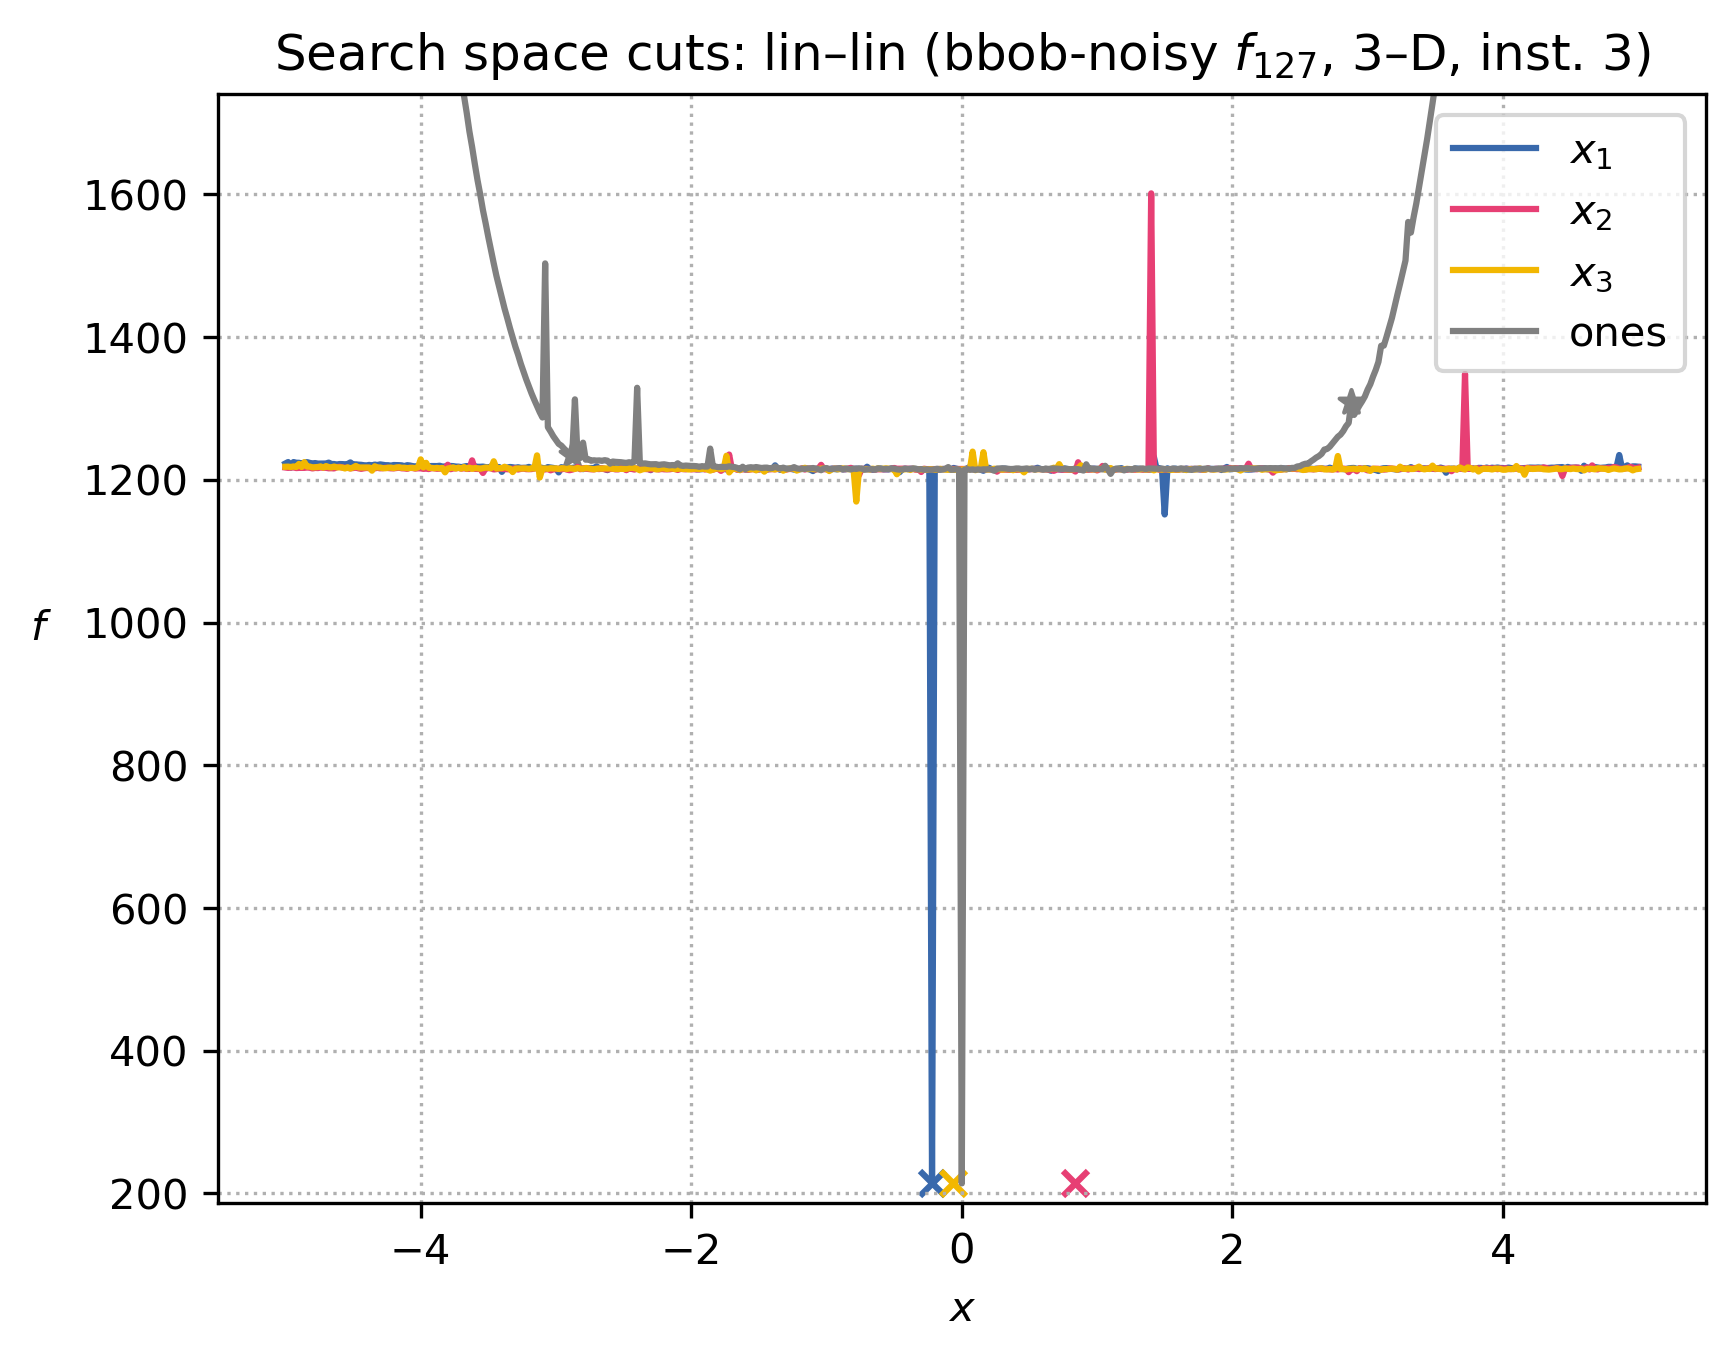 Search space cuts: lin–lin (bbob-noisy f₁₂₇, 3–D, inst. 3)
x₁
x₂
x₃
ones
1600
1400
1200
1000
800
600
400
200
f
−4
−2
0
2
4
x